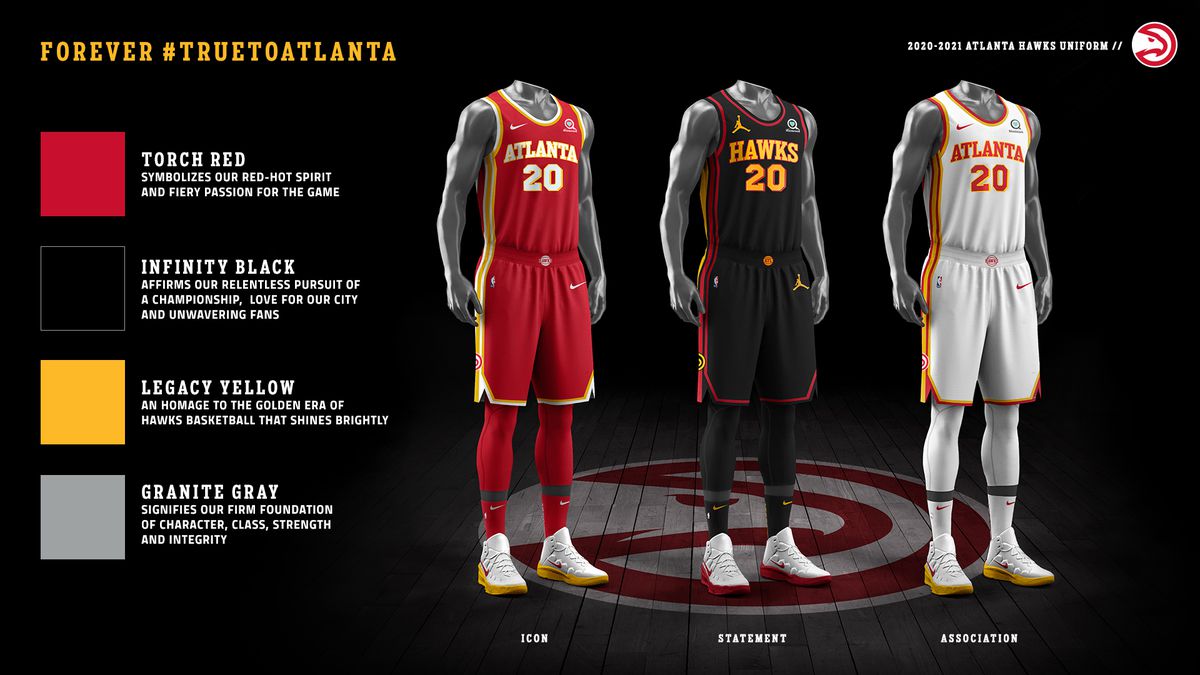 FOREVER #TRUETOATLANTA
2020-2021 ATLANTA HAWKS UNIFORM //
TORCH RED
SYMBOLIZES OUR RED-HOT SPIRIT
AND FIERY PASSION FOR THE GAME
INFINITY BLACK
AFFIRMS OUR RELENTLESS PURSUIT OF
A CHAMPIONSHIP, LOVE FOR OUR CITY
AND UNWAVERING FANS
LEGACY YELLOW
AN HOMAGE TO THE GOLDEN ERA OF
HAWKS BASKETBALL THAT SHINES BRIGHTLY
GRANITE GRAY
SIGNIFIES OUR FIRM FOUNDATION
OF CHARACTER, CLASS, STRENGTH
AND INTEGRITY
ATLANTA
20
HAWKS
20
ATLANTA
20
ICON
STATEMENT
ASSOCIATION